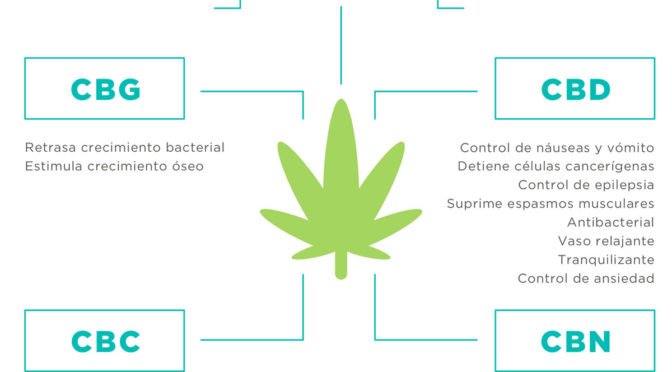 CBG
Retrasa crecimiento bacterial
Estimula crecimiento óseo
CBD
Control de náuseas y vómito
Detiene células cancerígenas
Control de epilepsia
Suprime espasmos musculares
Antibacterial
Vaso relajante
Tranquilizante
Control de ansiedad
CBC
CBN